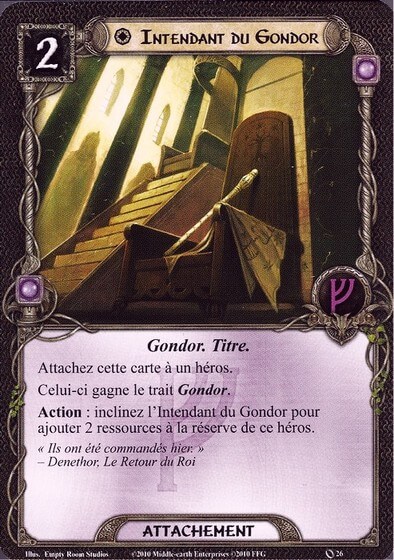 2
INTENDANT DU GONDOR
Gondor. Titre.
Attachez cette carte à un héros.
Celui-ci gagne le trait Gondor.
Action : inclinez l'Intendant du Gondor pour
ajouter 2 ressources à la réserve de ce héros.
« Ils ont été commandés hier. »
– Denethor, Le Retour du Roi
ATTACHEMENT
Illus. Empty Room Studios ©2010 Middle-earth Enterprises ©2010 FFG 26